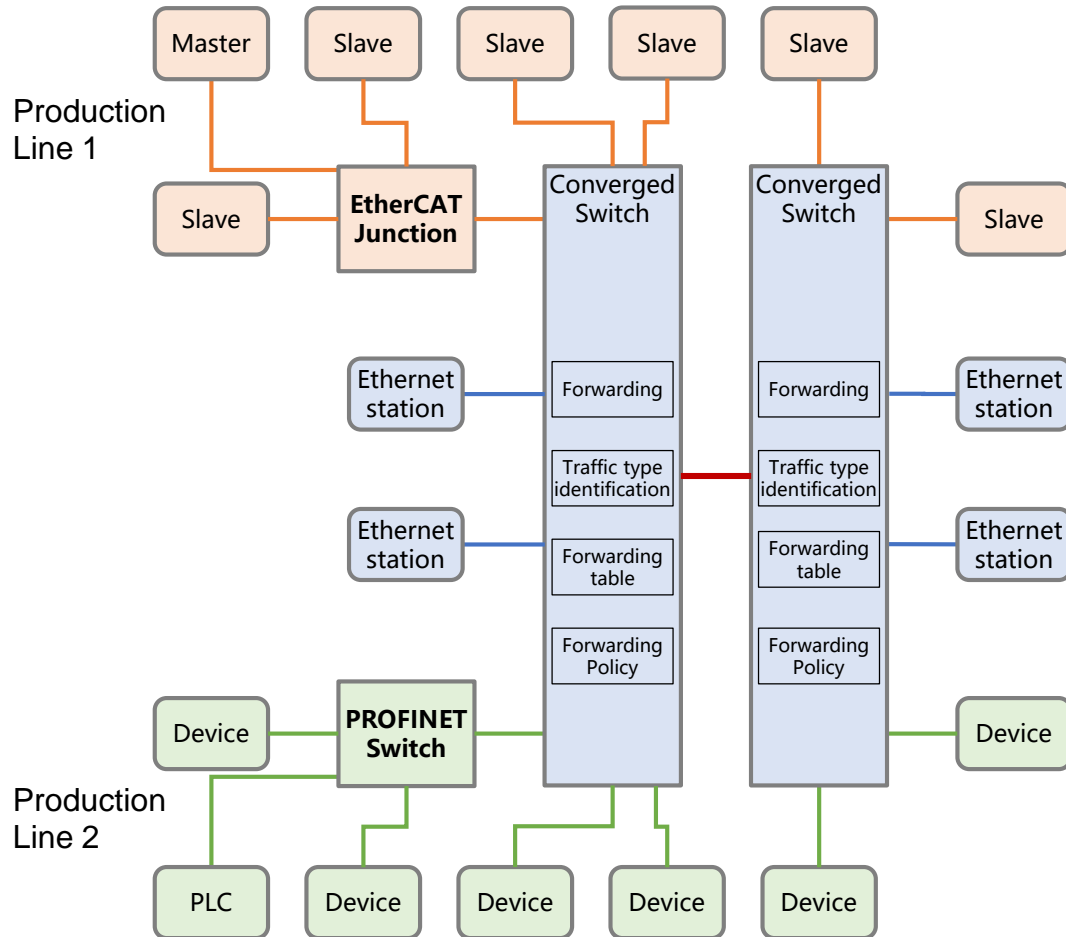 Master
Slave
Slave
Slave
Slave
Production
Line 1
Slave
EtherCAT
Junction
Converged
Switch
Converged
Switch
Slave
Ethernet
station
Forwarding
Forwarding
Ethernet
station
Traffic type
identification
Traffic type
identification
Ethernet
station
Forwarding
table
Forwarding
table
Ethernet
station
Forwarding
Policy
Forwarding
Policy
Device
PROFINET
Switch
Device
Production
Line 2
PLC
Device
Device
Device
Device